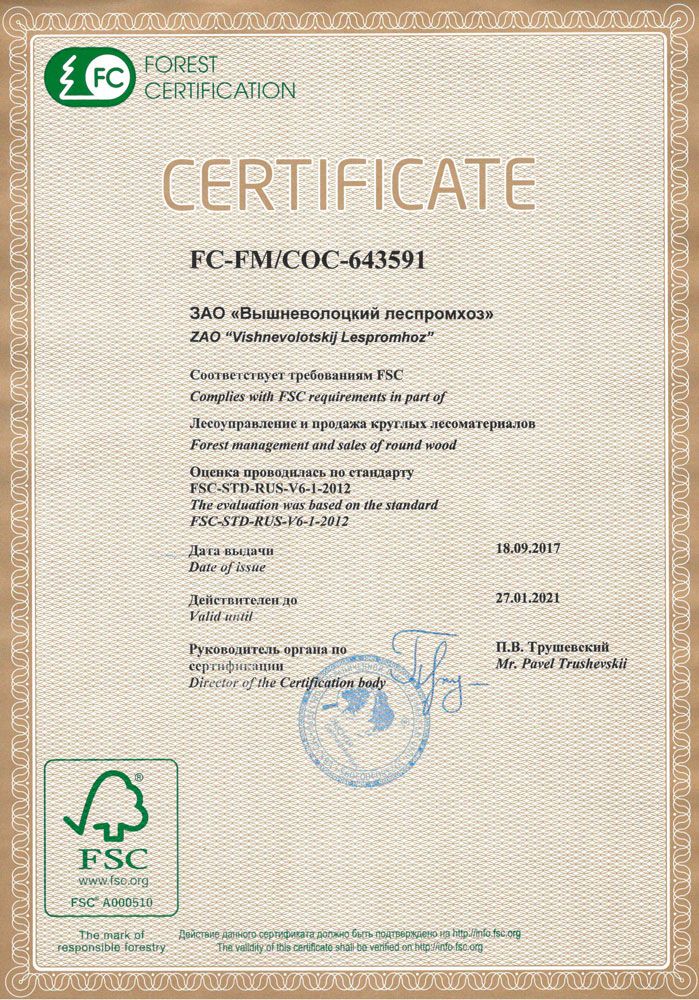 FC
FOREST
CERTIFICATION
CERTIFICATE
FC-FM/COC-643591
ЗАО «Вышневолоцкий леспромхоз»
ZAO “Vishnevolotskij Lespromhoz”
Соответствует требованиям FSC
Complies with FSC requirements in part of
Лесоуправление и продажа круглых лесоматериалов
Forest management and sales of round wood
Оценка проводилась по стандарту
FSC-STD-RUS-V6-1-2012
The evaluation was based on the standard
FSC-STD-RUS-V6-1-2012
Дата выдачи 18.09.2017
Date of issue
Действителен до 27.01.2021
Valid until
Руководитель органа по П.В. Трушевский
сертификации Mr. Pavel Trushevskii
Director of the Certification body
®
FSC
www.fsc.org
FSC® A000510
The mark of
responsible forestry
Действие данного сертификата должно быть подтверждено на http://info.fsc.org
The validity of this certificate shall be verified on http://info.fsc.org